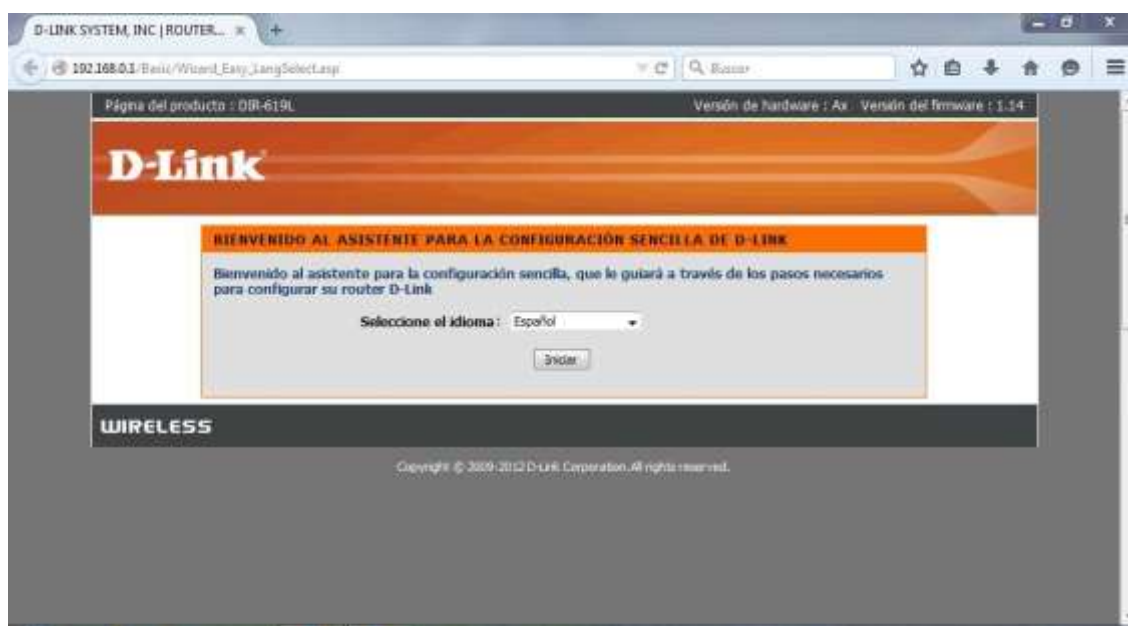 D-LINK SYSTEM, INC | ROUTER...
192.168.0.1/Basic/Wizard_Easy_LangSelect.asp
Buscar
Página del producto : DIR-619L
Versión de hardware : Ax Versión del firmware : 1.14
D-Link
BIENVENIDO AL ASISTENTE PARA LA CONFIGURACIÓN SENCILLA DE D-LINK
Bienvenido al asistente para la configuración sencilla, que le guiará a través de los pasos necesarios
para configurar su router D-Link
Seleccione el idioma : Español
Iniciar
WIRELESS
Copyright © 2009-2012 D-Link Corporation. All rights reserved.